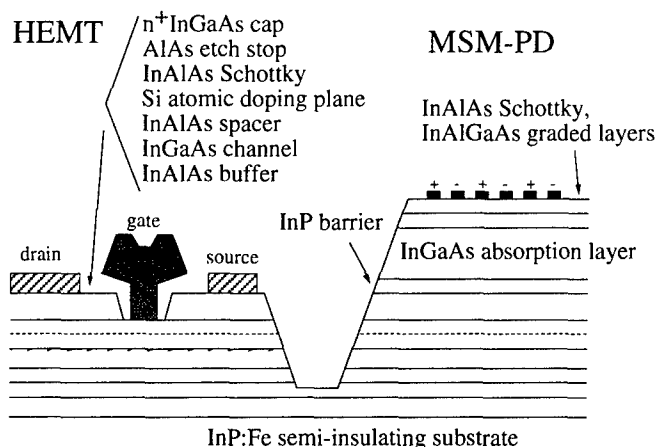 HEMT
n+InGaAs cap
AlAs etch stop
InAlAs Schottky
Si atomic doping plane
InAlAs spacer
InGaAs channel
InAlAs buffer
MSM-PD
InAlAs Schottky,
InAlGaAs graded layers
+ - + - + -
gate
drain
source
InP barrier
InGaAs absorption layer
InP:Fe semi-insulating substrate